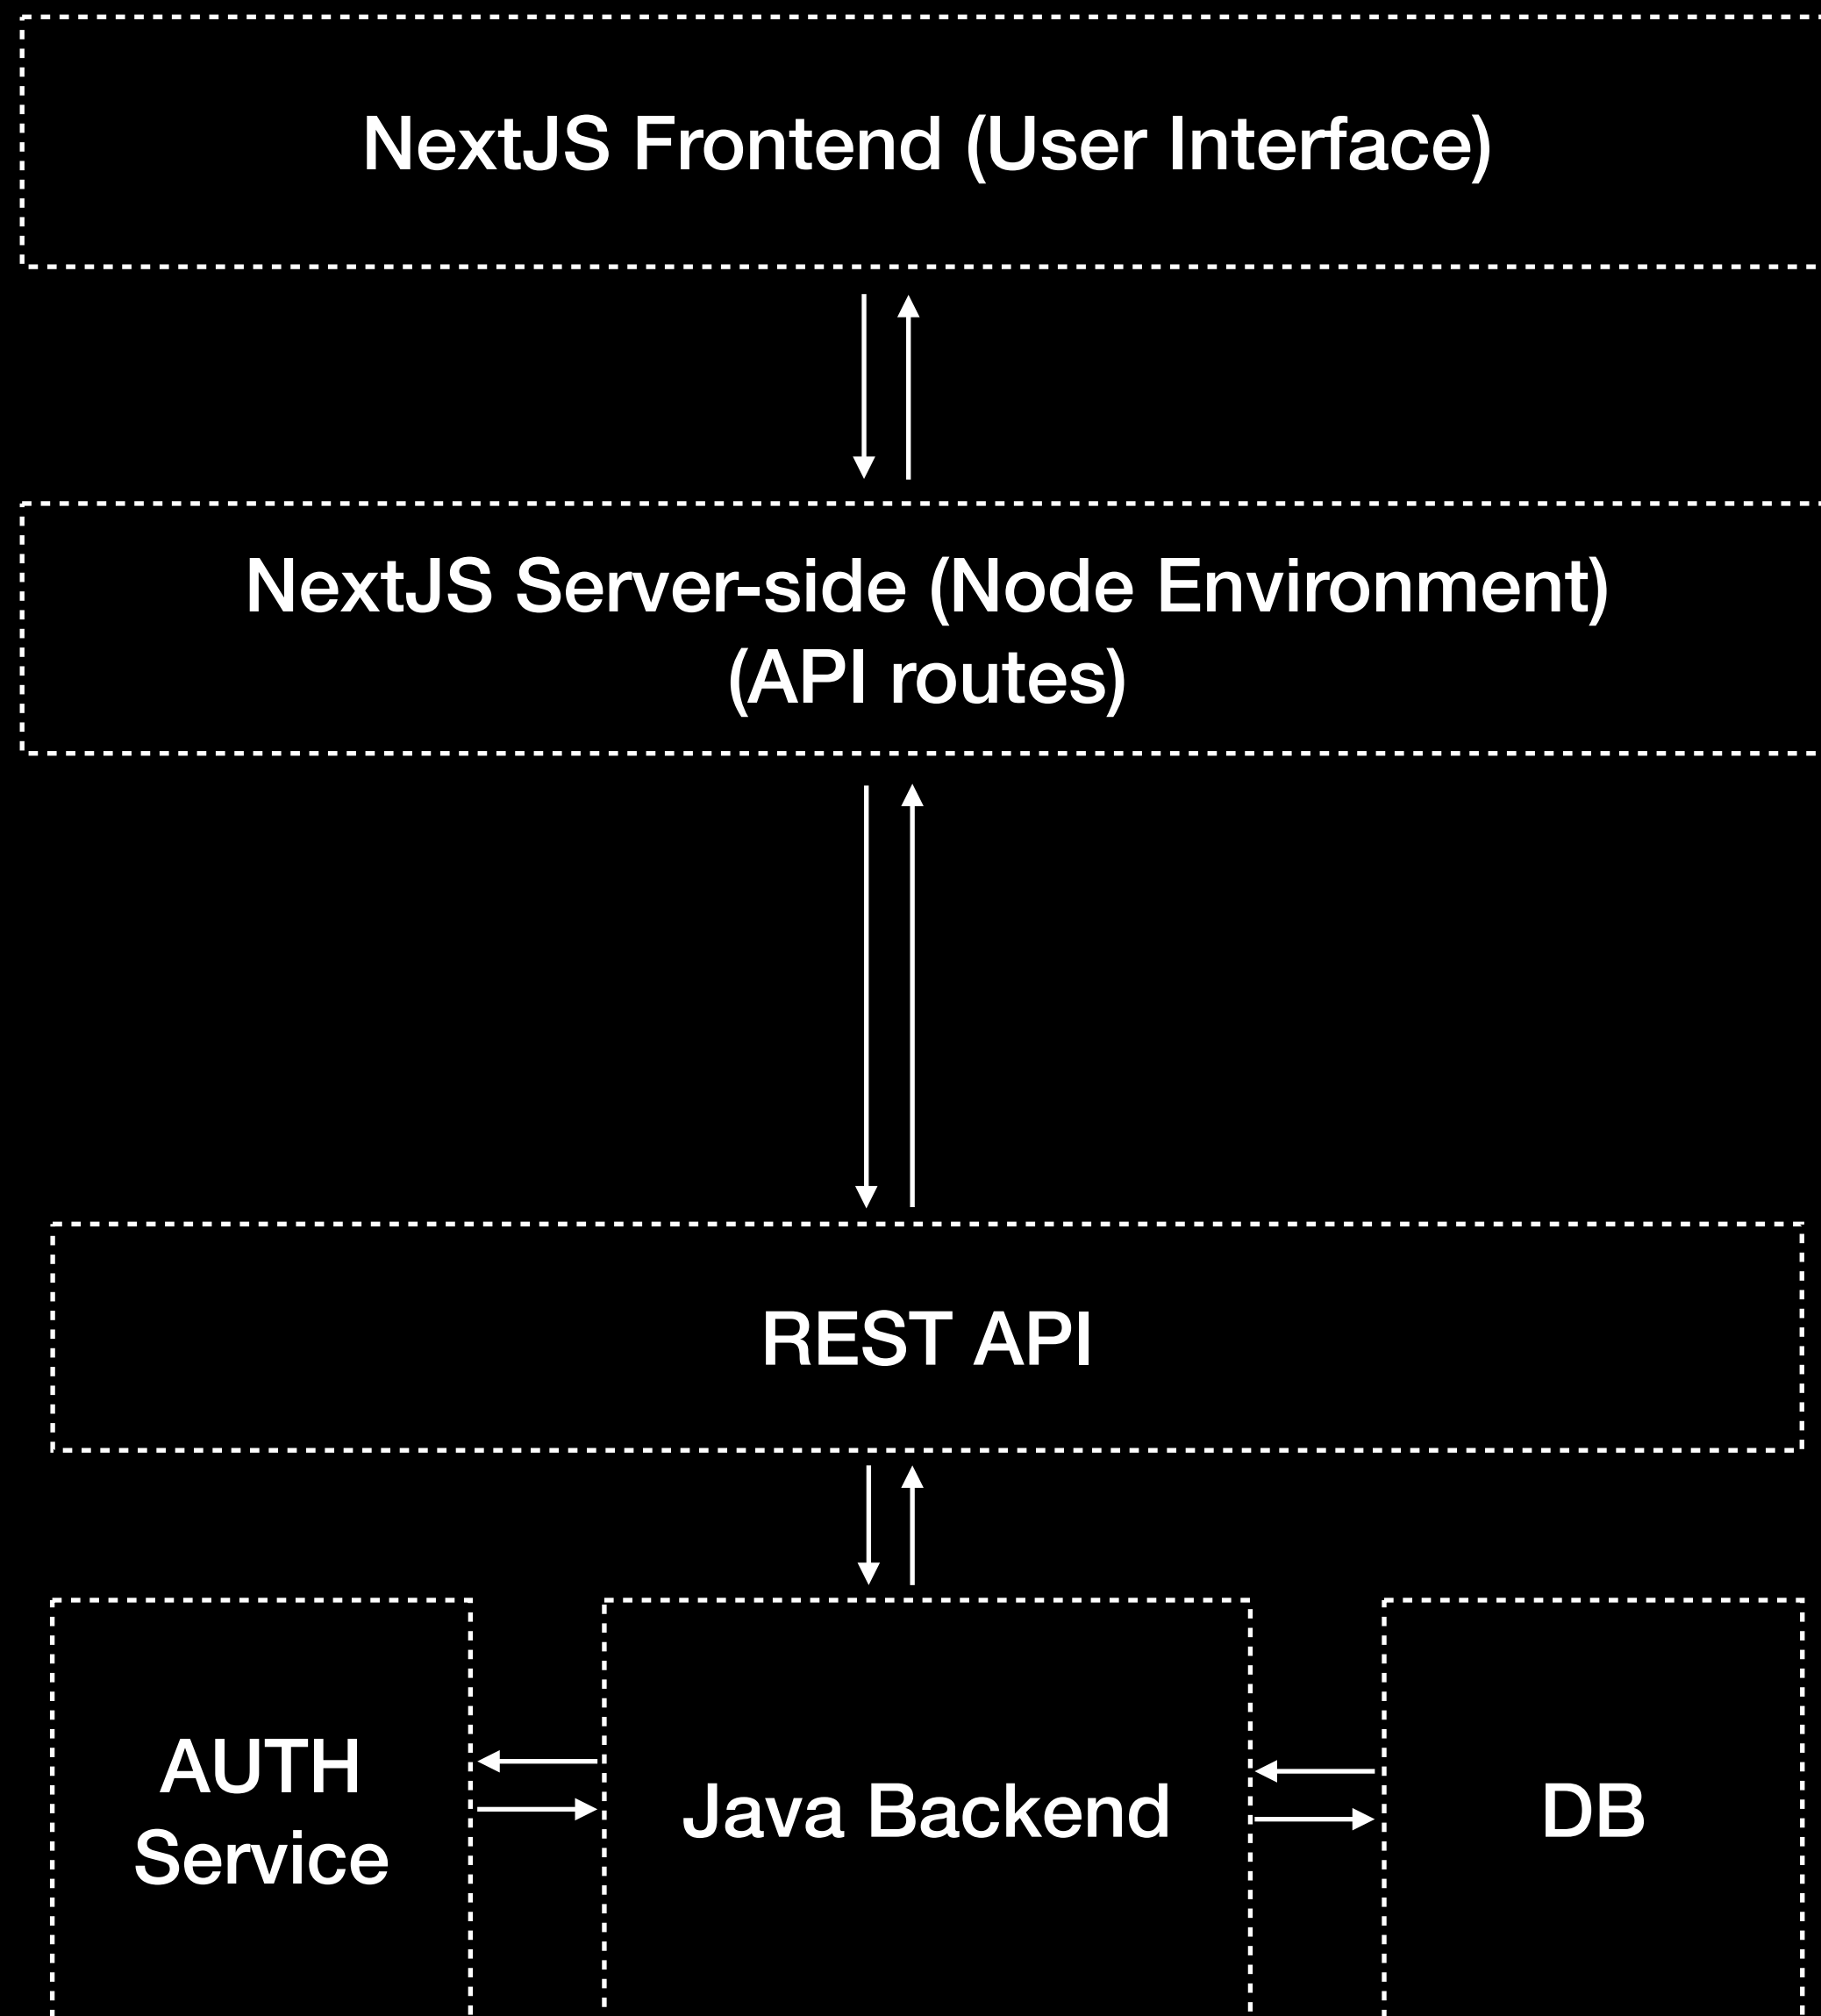 NextJS Frontend (User Interface)
NextJS Server-side (Node Environment)
(API routes)
REST API
AUTH
Service
Java Backend
DB